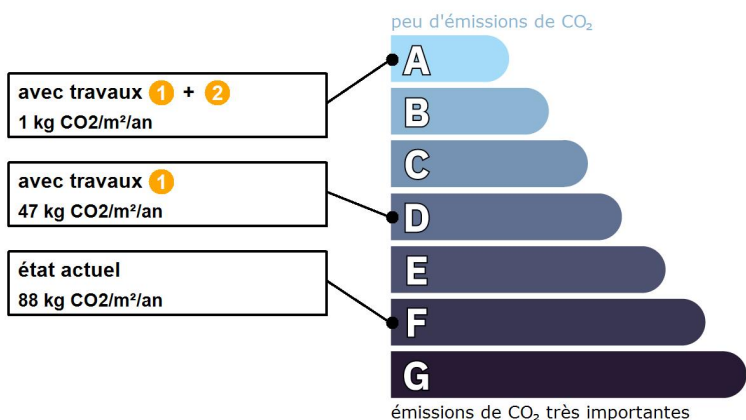 peu d'émissions de CO₂
A
avec travaux 1 + 2
1 kg CO2/m²/an
B
C
avec travaux 1
47 kg CO2/m²/an
D
E
état actuel
88 kg CO2/m²/an
F
G
émissions de CO₂ très importantes